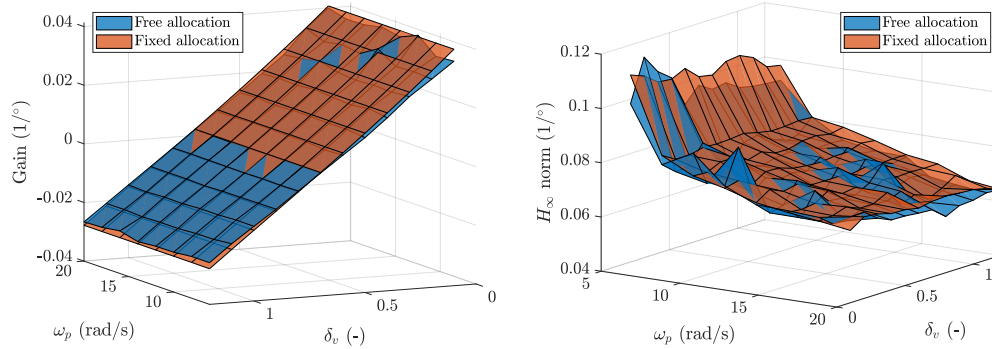 Free allocation
Fixed allocation
Gain (1/°)
0.04
0.02
0
-0.02
-0.04
20
15
10
ω_p (rad/s)
1
0.5
0
δ_v (-)
Free allocation
Fixed allocation
H_∞ norm (1/°)
0.12
0.1
0.08
0.06
0.04
5
10
15
20
ω_p (rad/s)
0
0.5
1
δ_v (-)